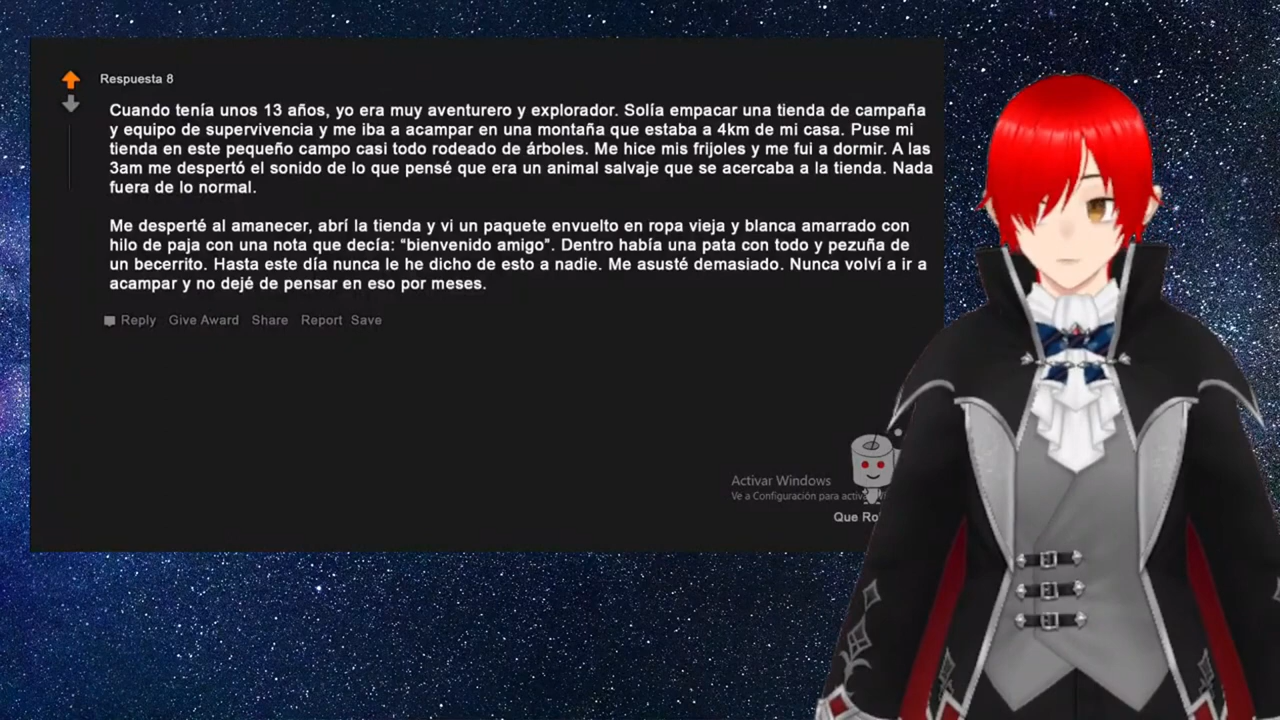 Respuesta 8
Cuando tenía unos 13 años, yo era muy aventurero y explorador. Solía empacar una tienda de campaña
y equipo de supervivencia y me iba a acampar en una montaña que estaba a 4km de mi casa. Puse mi
tienda en este pequeño campo casi todo rodeado de árboles. Me hice mis frijoles y me fui a dormir. A las
3am me despertó el sonido de lo que pensé que era un animal salvaje que se acercaba a la tienda. Nada
fuera de lo normal.
Me desperté al amanecer, abrí la tienda y vi un paquete envuelto en ropa vieja y blanca amarrado con
hilo de paja con una nota que decía: “bienvenido amigo”. Dentro había una pata con todo y pezuña de
un becerrito. Hasta este día nunca le he dicho de esto a nadie. Me asusté demasiado. Nunca volví a ir a
acampar y no dejé de pensar en eso por meses.
Reply Give Award Share Report Save
Activar Windows
Ve a Configuración para
Que